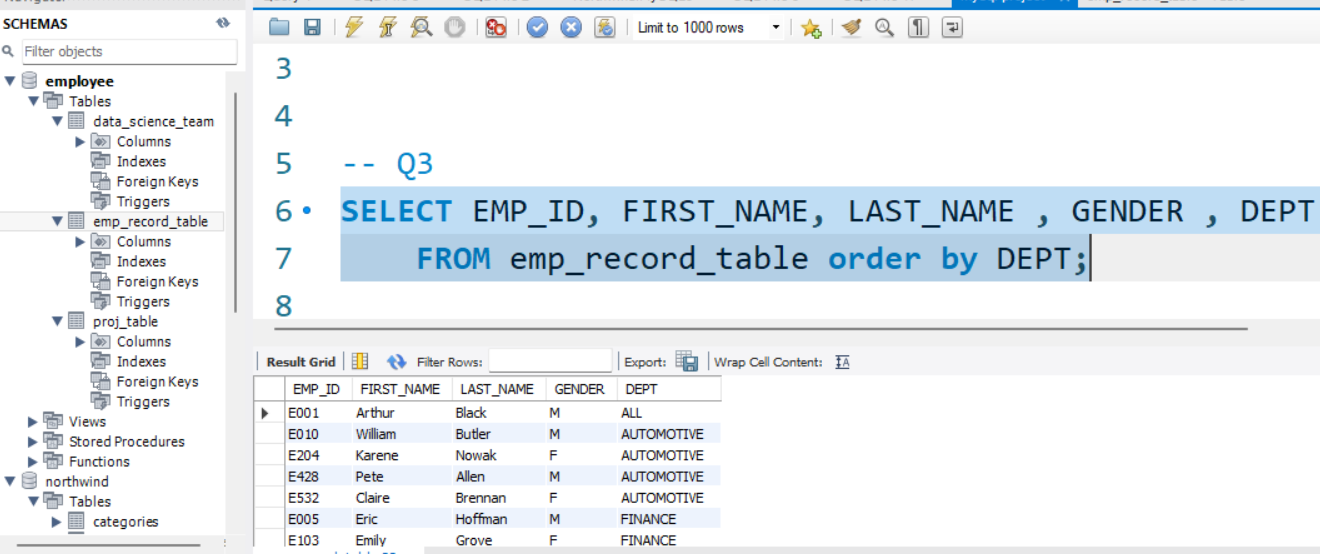 SCHEMAS
Filter objects
employee
Tables
data_science_team
Columns
Indexes
Foreign Keys
Triggers
emp_record_table
Columns
Indexes
Foreign Keys
Triggers
proj_table
Columns
Indexes
Foreign Keys
Triggers
Views
Stored Procedures
Functions
northwind
Tables
categories
Limit to 1000 rows
3
4
5 -- Q3
6 SELECT EMP_ID, FIRST_NAME, LAST_NAME , GENDER , DEPT
7 FROM emp_record_table order by DEPT;
8
Result Grid Filter Rows: Export: Wrap Cell Content:
EMP_ID FIRST_NAME LAST_NAME GENDER DEPT
E001 Arthur Black M ALL
E010 William Butler M AUTOMOTIVE
E204 Karene Nowak F AUTOMOTIVE
E428 Pete Allen M AUTOMOTIVE
E532 Claire Brennan F AUTOMOTIVE
E005 Eric Hoffman M FINANCE
E103 Emily Grove F FINANCE